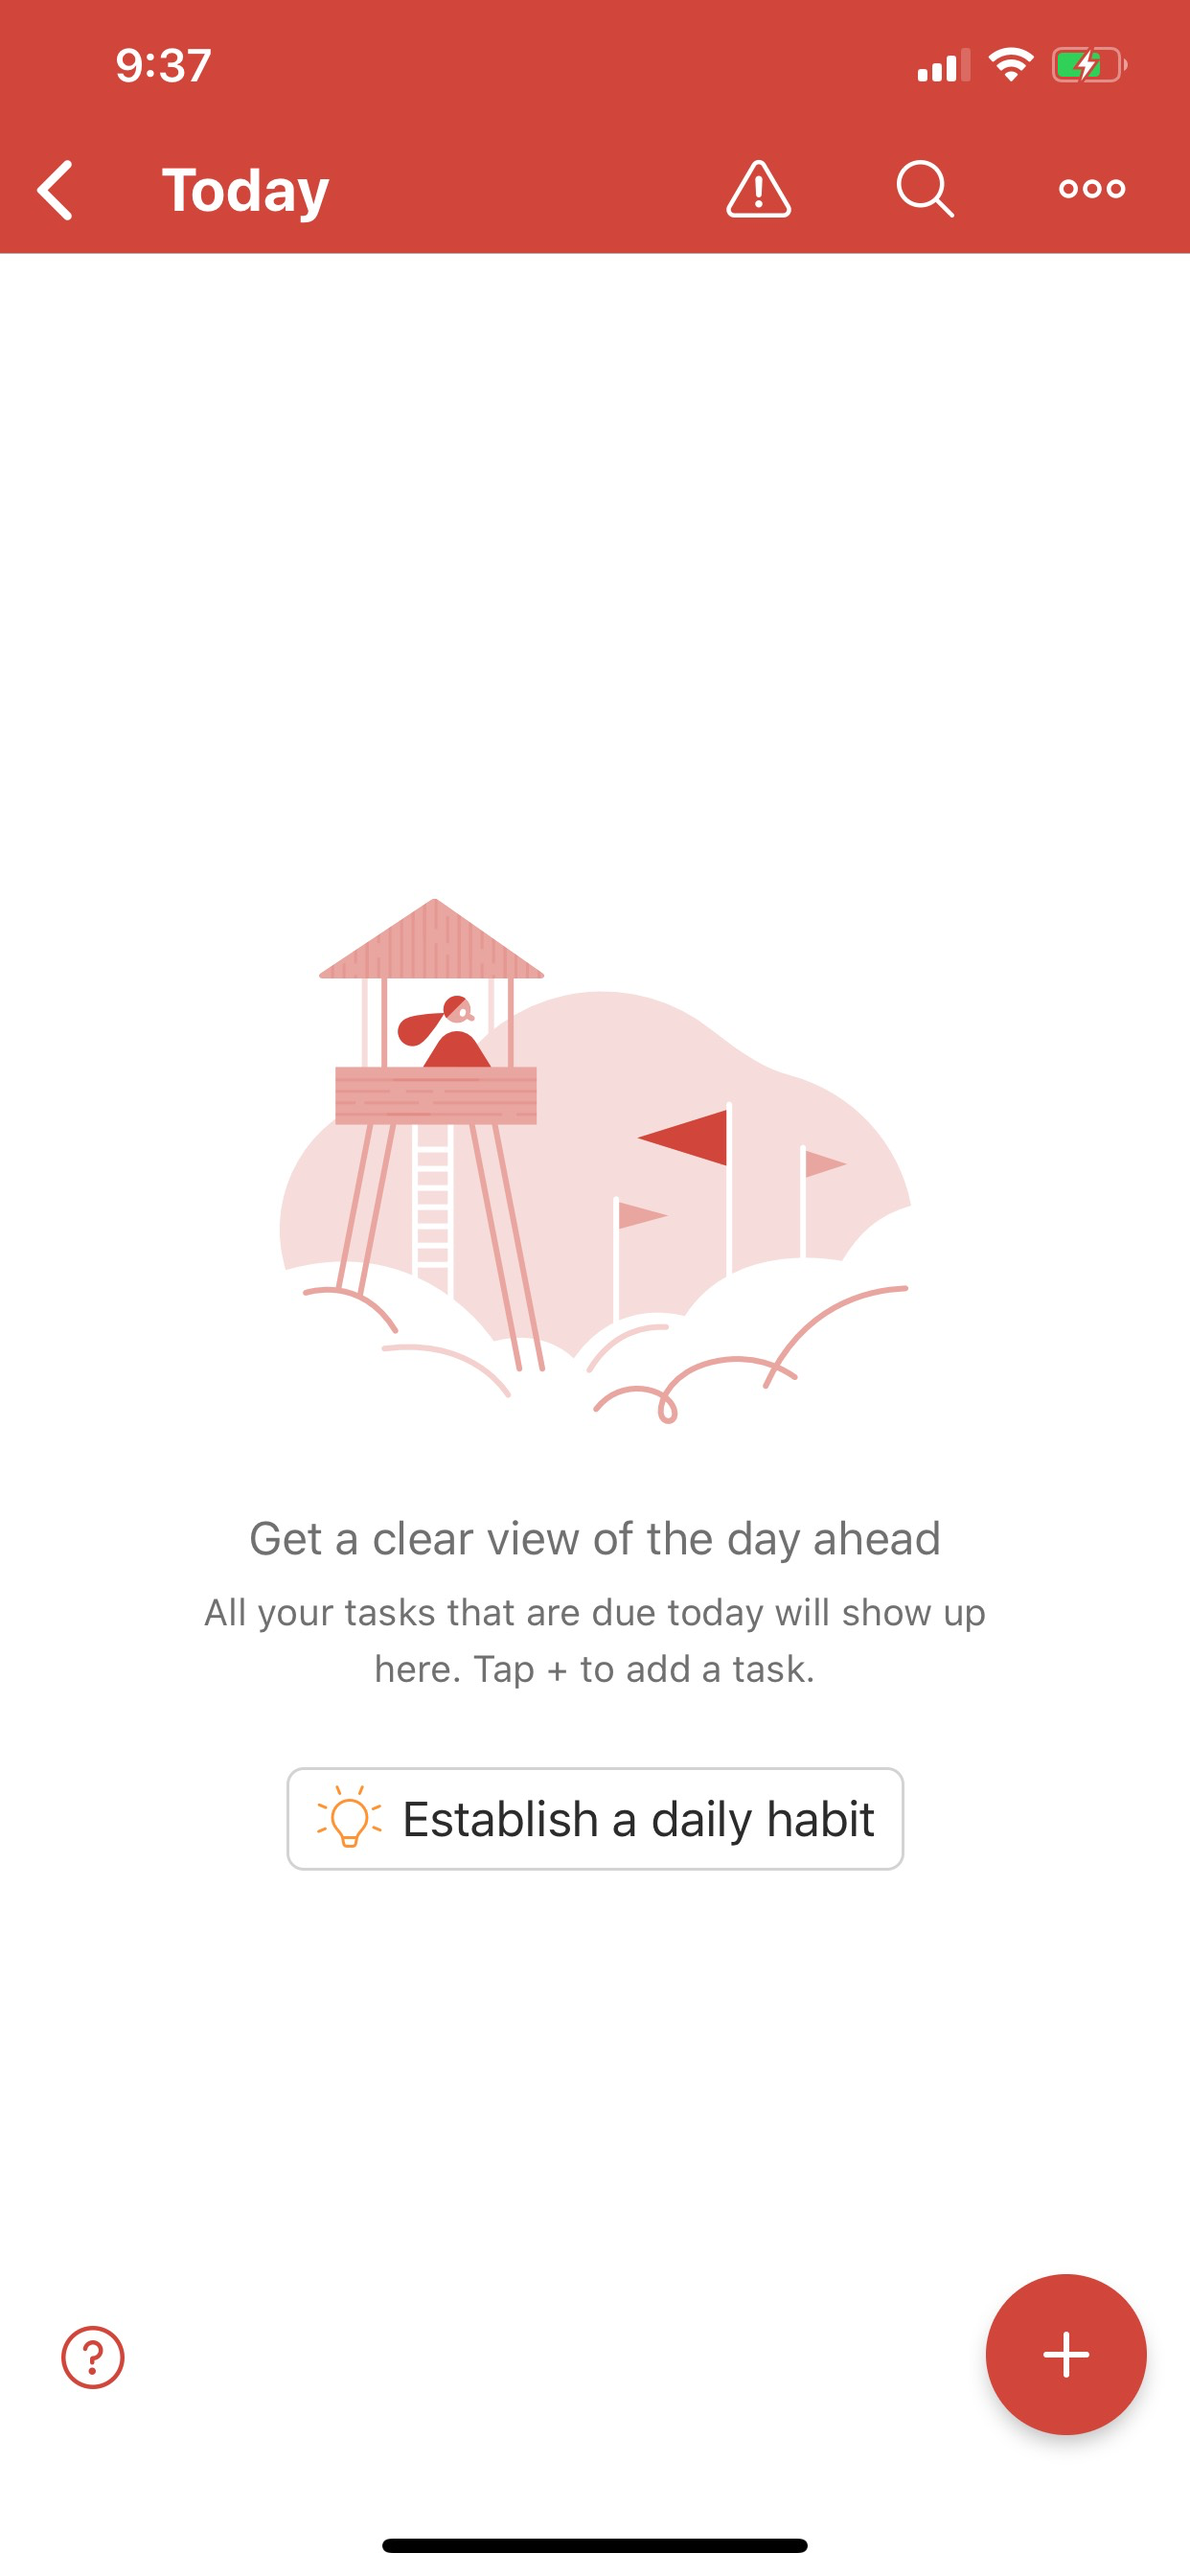 9:37
Today
Get a clear view of the day ahead
All your tasks that are due today will show up
here. Tap + to add a task.
Establish a daily habit
?
+